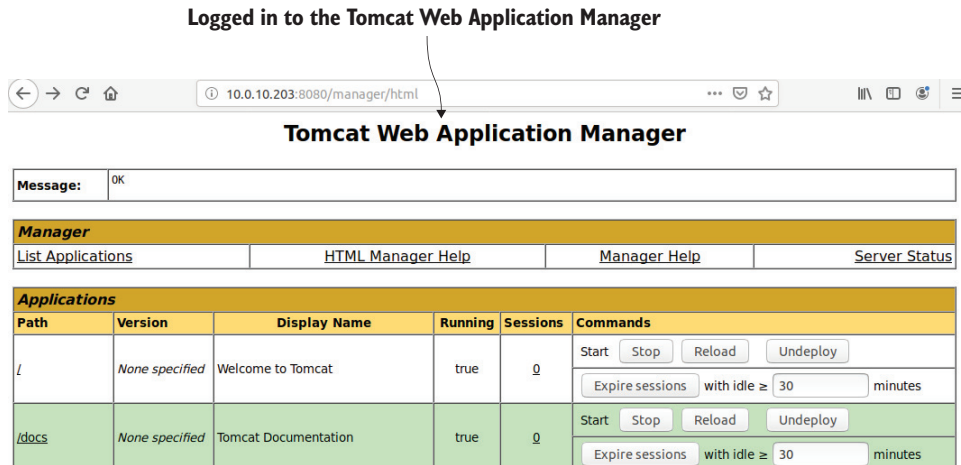 Logged in to the Tomcat Web Application Manager
10.0.10.203:8080/manager/html
Tomcat Web Application Manager
Message: OK
Manager
List Applications HTML Manager Help Manager Help Server Status
Applications
Path Version Display Name Running Sessions Commands
Start Stop Reload Undeploy
/ None specified Welcome to Tomcat true 0
Expire sessions with idle ≥ 30 minutes
Start Stop Reload Undeploy
/docs None specified Tomcat Documentation true 0
Expire sessions with idle ≥ 30 minutes